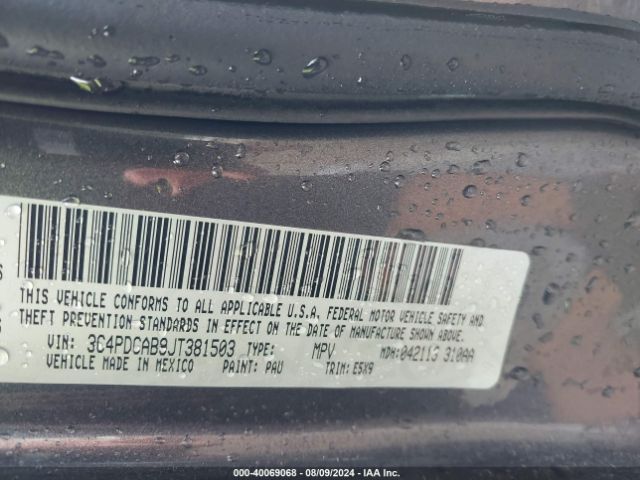 THIS VEHICLE CONFORMS TO ALL APPLICABLE U.S.A. FEDERAL MOTOR VEHICLE SAFETY AND
THEFT PREVENTION STANDARDS IN EFFECT ON THE DATE OF MANUFACTURE SHOWN ABOVE.
VIN: 3C4PDCAB9JT381503 TYPE: MPV MDH: 042113 310AA
VEHICLE MADE IN MEXICO PAINT: PAU TRIM: E5X9
000-40069068 - 08/09/2024 - IAA Inc.